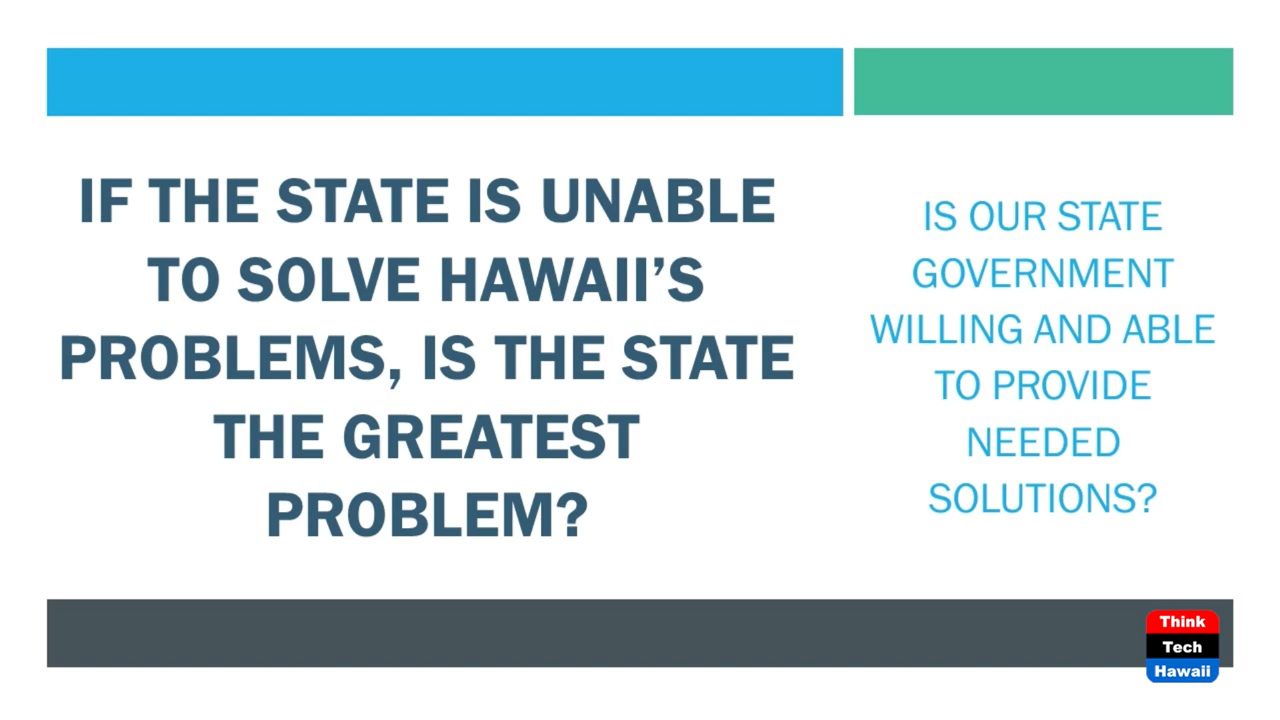 IF THE STATE IS UNABLE
TO SOLVE HAWAII’S
PROBLEMS, IS THE STATE
THE GREATEST
PROBLEM?
IS OUR STATE
GOVERNMENT
WILLING AND ABLE
TO PROVIDE
NEEDED
SOLUTIONS?
Think
Tech
Hawaii